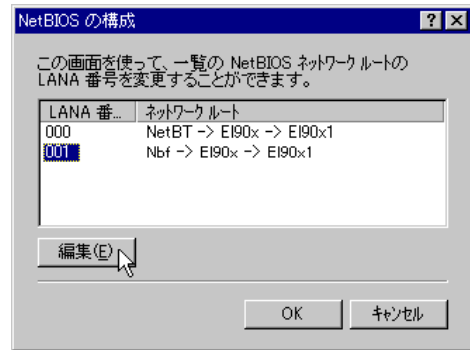 NetBIOS の構成
この画面を使って、一覧の NetBIOS ネットワーク ルートの
LANA 番号を変更することができます。
LANA 番... ネットワーク ルート
000 NetBT -> El90x -> El90x1
001 Nbf -> El90x -> El90x1
編集(E)
OK キャンセル